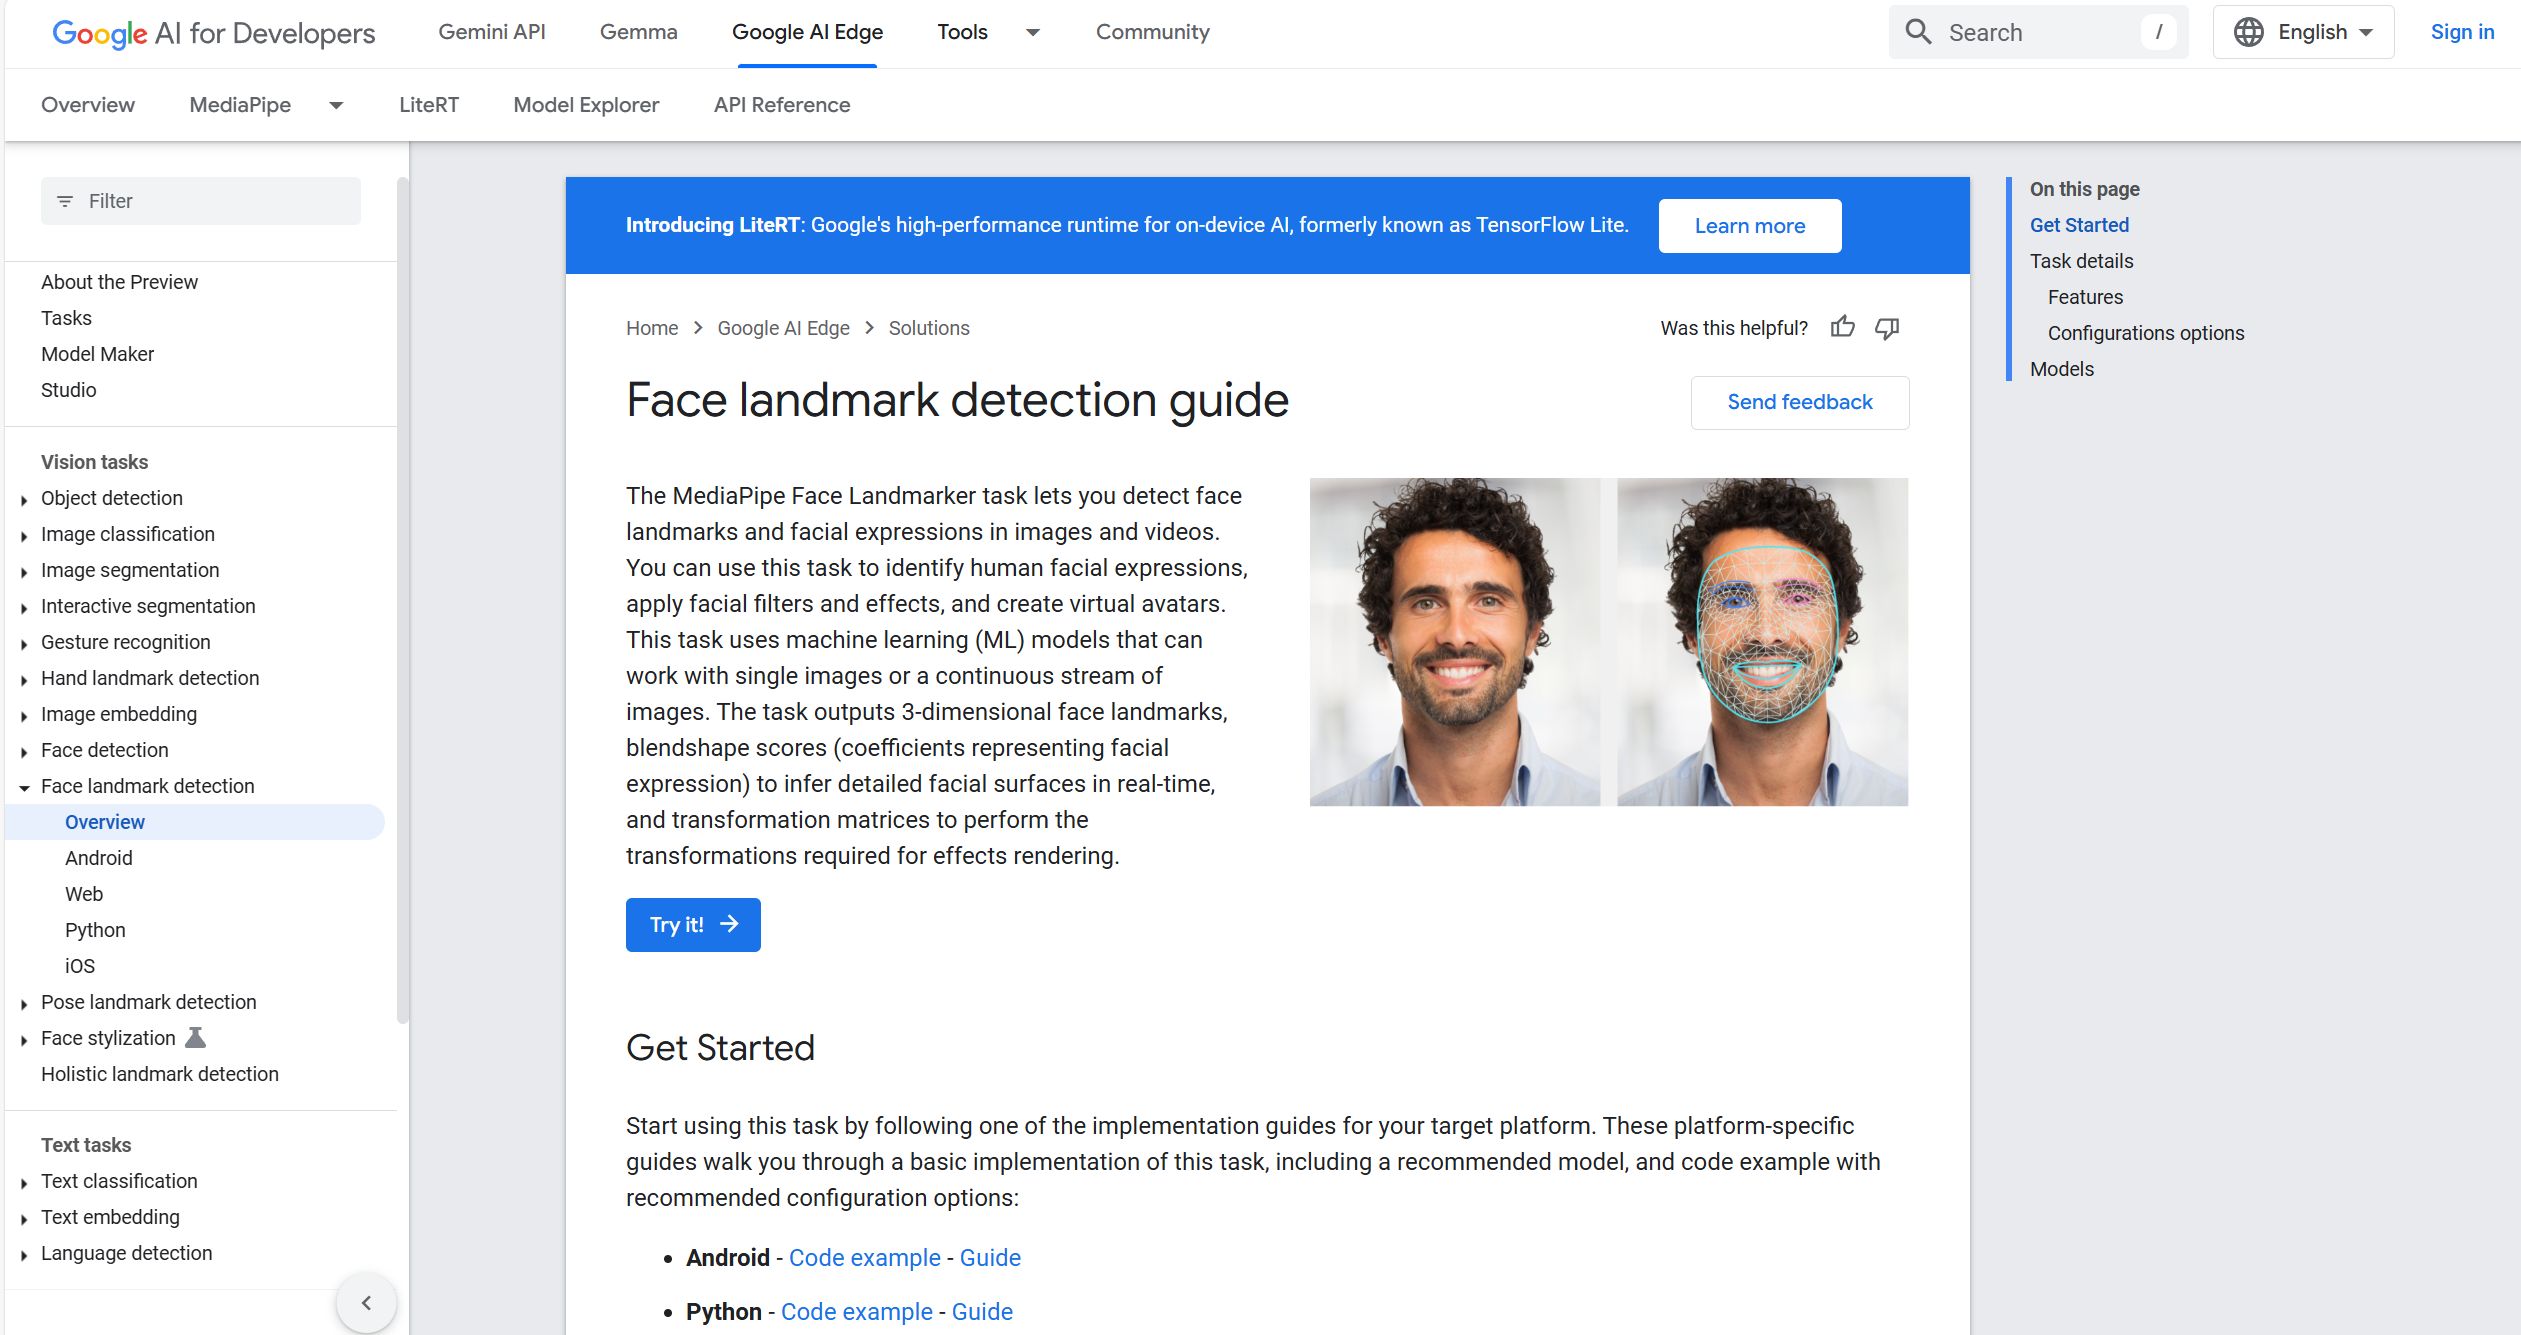 Google AI for Developers
Gemini API
Gemma
Google AI Edge
Tools
Community
Search
/
English
Sign in
Overview
MediaPipe
LiteRT
Model Explorer
API Reference
Filter
About the Preview
Tasks
Model Maker
Studio
Vision tasks
Object detection
Image classification
Image segmentation
Interactive segmentation
Gesture recognition
Hand landmark detection
Image embedding
Face detection
Face landmark detection
Overview
Android
Web
Python
iOS
Pose landmark detection
Face stylization
Holistic landmark detection
Text tasks
Text classification
Text embedding
Language detection
Introducing LiteRT: Google's high-performance runtime for on-device AI, formerly known as TensorFlow Lite.
Learn more
Home > Google AI Edge > Solutions
Was this helpful?
Face landmark detection guide
Send feedback
The MediaPipe Face Landmarker task lets you detect face
landmarks and facial expressions in images and videos.
You can use this task to identify human facial expressions,
apply facial filters and effects, and create virtual avatars.
This task uses machine learning (ML) models that can
work with single images or a continuous stream of
images. The task outputs 3-dimensional face landmarks,
blendshape scores (coefficients representing facial
expression) to infer detailed facial surfaces in real-time,
and transformation matrices to perform the
transformations required for effects rendering.
Try it!
Get Started
Start using this task by following one of the implementation guides for your target platform. These platform-specific
guides walk you through a basic implementation of this task, including a recommended model, and code example with
recommended configuration options:
• Android - Code example - Guide
• Python - Code example - Guide
On this page
Get Started
Task details
Features
Configurations options
Models